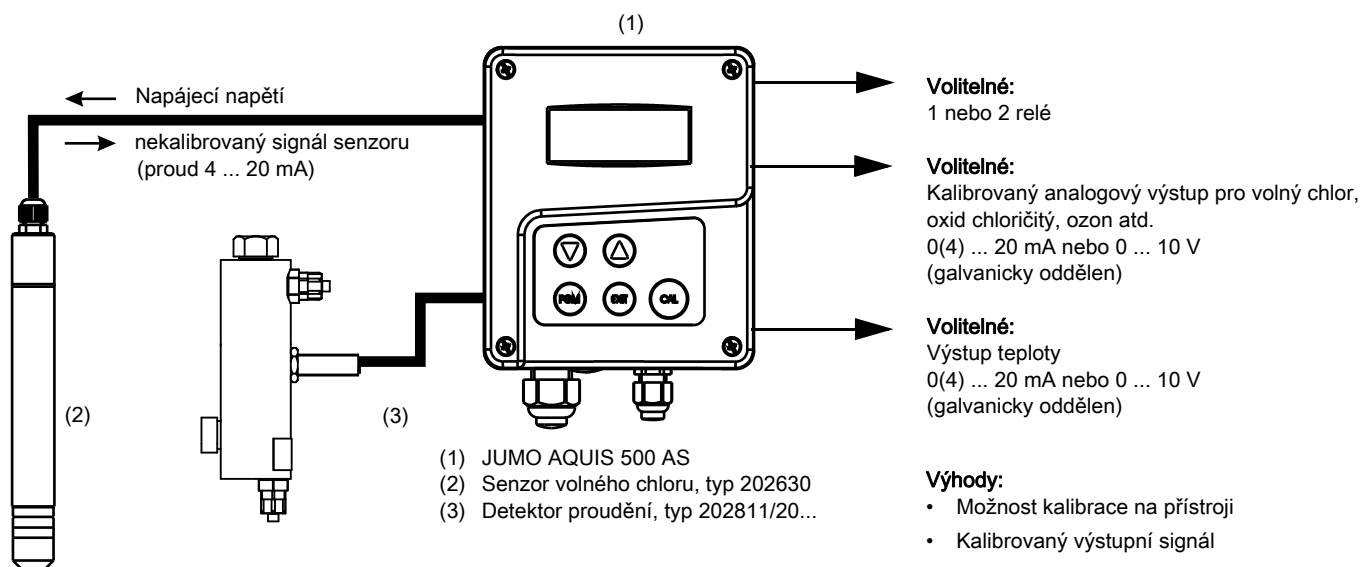 (1)
Napájecí napětí
nekalibrovaný signál senzoru
(proud 4 ... 20 mA)
PGM
EXIT
CAL
(2)
(3)
(1) JUMO AQUIS 500 AS
(2) Senzor volného chloru, typ 202630
(3) Detektor proudění, typ 202811/20...
Volitelné:
1 nebo 2 relé
Volitelné:
Kalibrovaný analogový výstup pro volný chlor,
oxid chloričitý, ozon atd.
0(4) ... 20 mA nebo 0 ... 10 V
(galvanicky oddělen)
Volitelné:
Výstup teploty
0(4) ... 20 mA nebo 0 ... 10 V
(galvanicky oddělen)
Výhody:
• Možnost kalibrace na přístroji
• Kalibrovaný výstupní signál